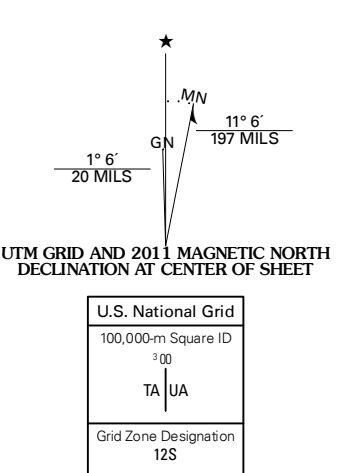 ★
MN
GN
11° 6´
197 MILS
1° 6´
20 MILS
UTM GRID AND 2011 MAGNETIC NORTH
DECLINATION AT CENTER OF SHEET
U.S. National Grid
100,000-m Square ID
³00
TA UA
Grid Zone Designation
12S